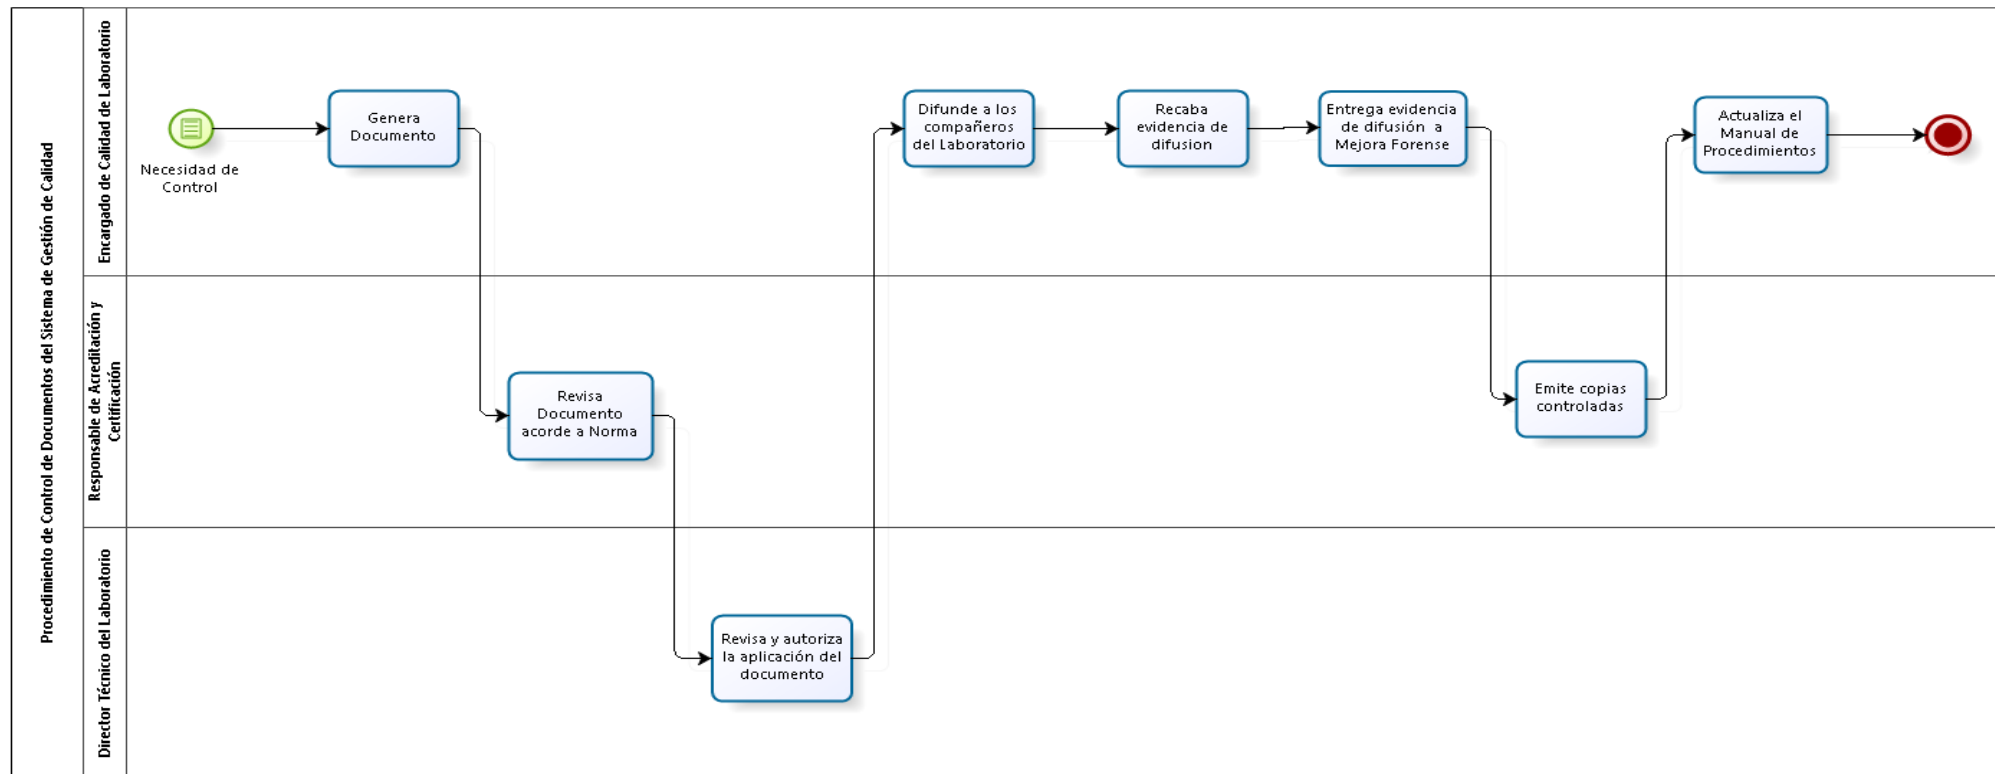 Procedimiento de Control de Documentos del Sistema de Gestión de Calidad
Encargado de Calidad de Laboratorio
Necesidad de
Control
Genera
Documento
Difunde a los
compañeros
del Laboratorio
Recaba
evidencia de
difusion
Entrega evidencia
de difusión a
Mejora Forense
Actualiza el
Manual de
Procedimientos
Responsable de Acreditación y
Certificación
Revisa
Documento
acorde a Norma
Emite copias
controladas
Director Técnico del Laboratorio
Revisa y autoriza
la aplicación del
documento